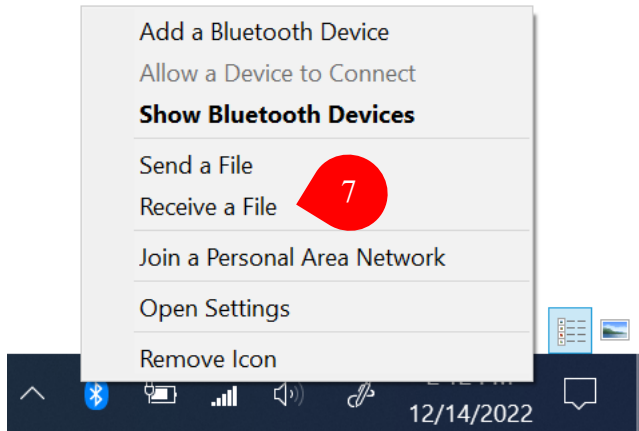 Add a Bluetooth Device
Allow a Device to Connect
Show Bluetooth Devices
Send a File
Receive a File
7
Join a Personal Area Network
Open Settings
Remove Icon
12/14/2022